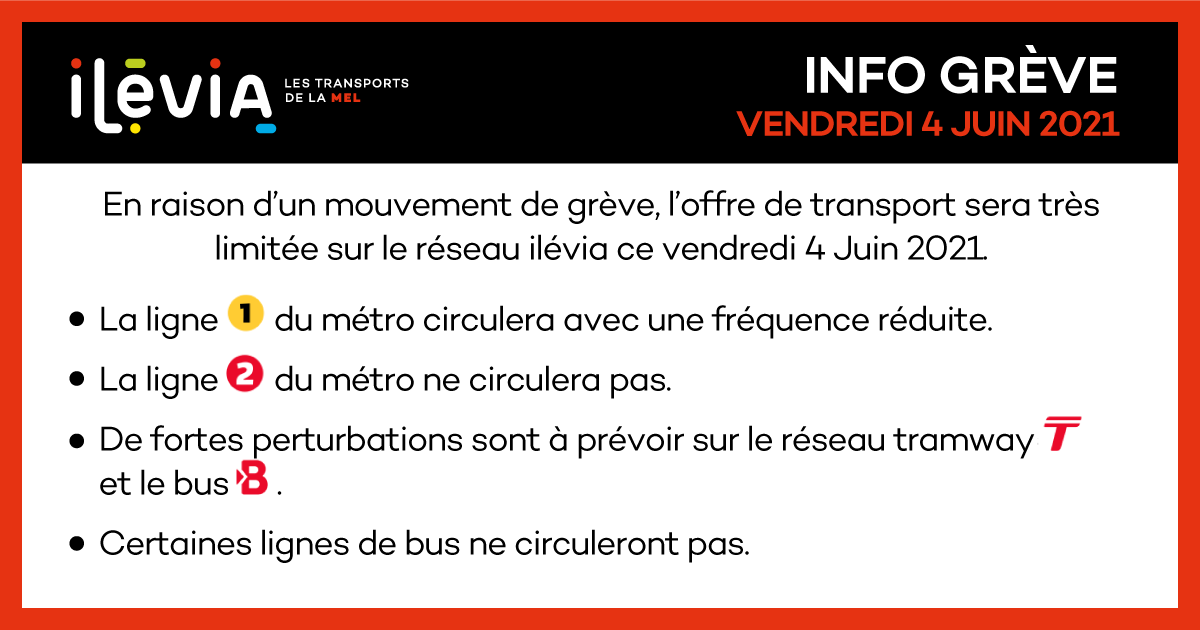 ilévia
LES TRANSPORTS
DE LA MEL
INFO GRÈVE
VENDREDI 4 JUIN 2021
En raison d'un mouvement de grève, l'offre de transport sera très
limitée sur le réseau ilévia ce vendredi 4 Juin 2021.
• La ligne 1 du métro circulera avec une fréquence réduite.
• La ligne 2 du métro ne circulera pas.
• De fortes perturbations sont à prévoir sur le réseau tramway T
et le bus B .
• Certaines lignes de bus ne circuleront pas.